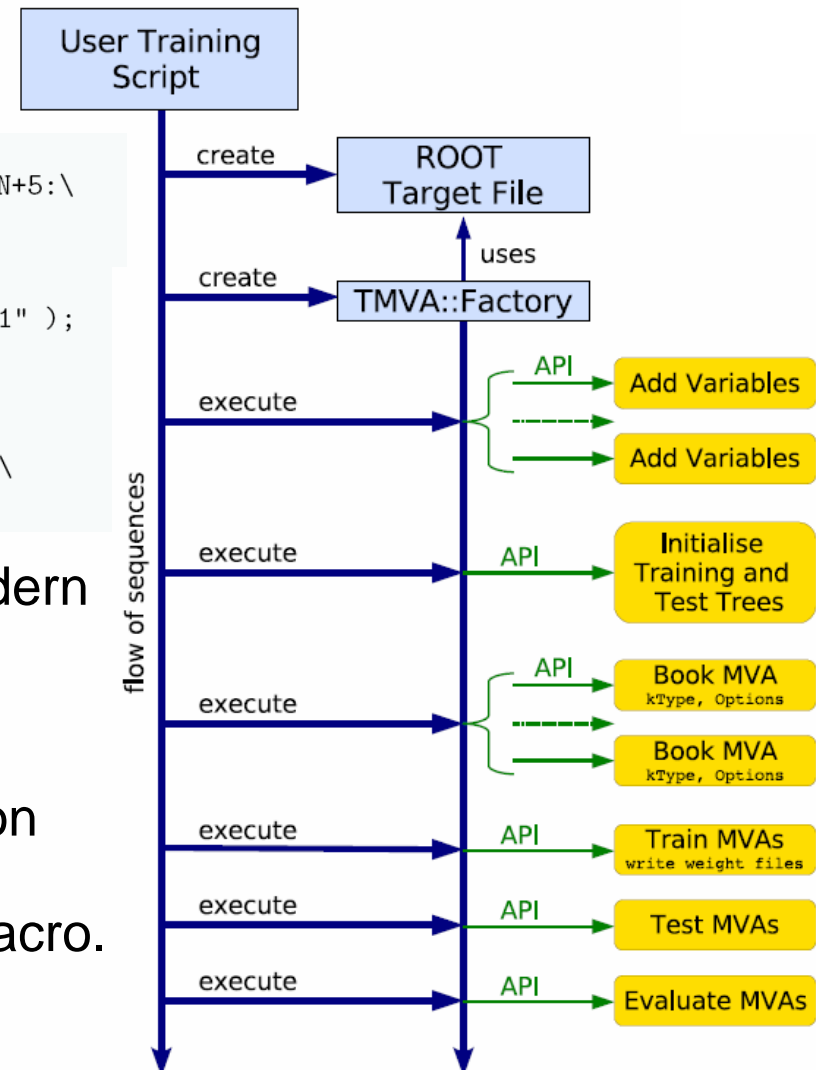 User Training
Script
create
ROOT
Target File
N+5:\
uses
create
TMVA::Factory
1" );
API
Add Variables
execute
Add Variables
\
flow of sequences
execute
API
Initialise
Training and
Test Trees
dern
API
Book MVA
kType, Options
execute
Book MVA
kType, Options
on
execute
API
Train MVAs
write weight files
execute
API
Test MVAs
acro.
execute
API
Evaluate MVAs